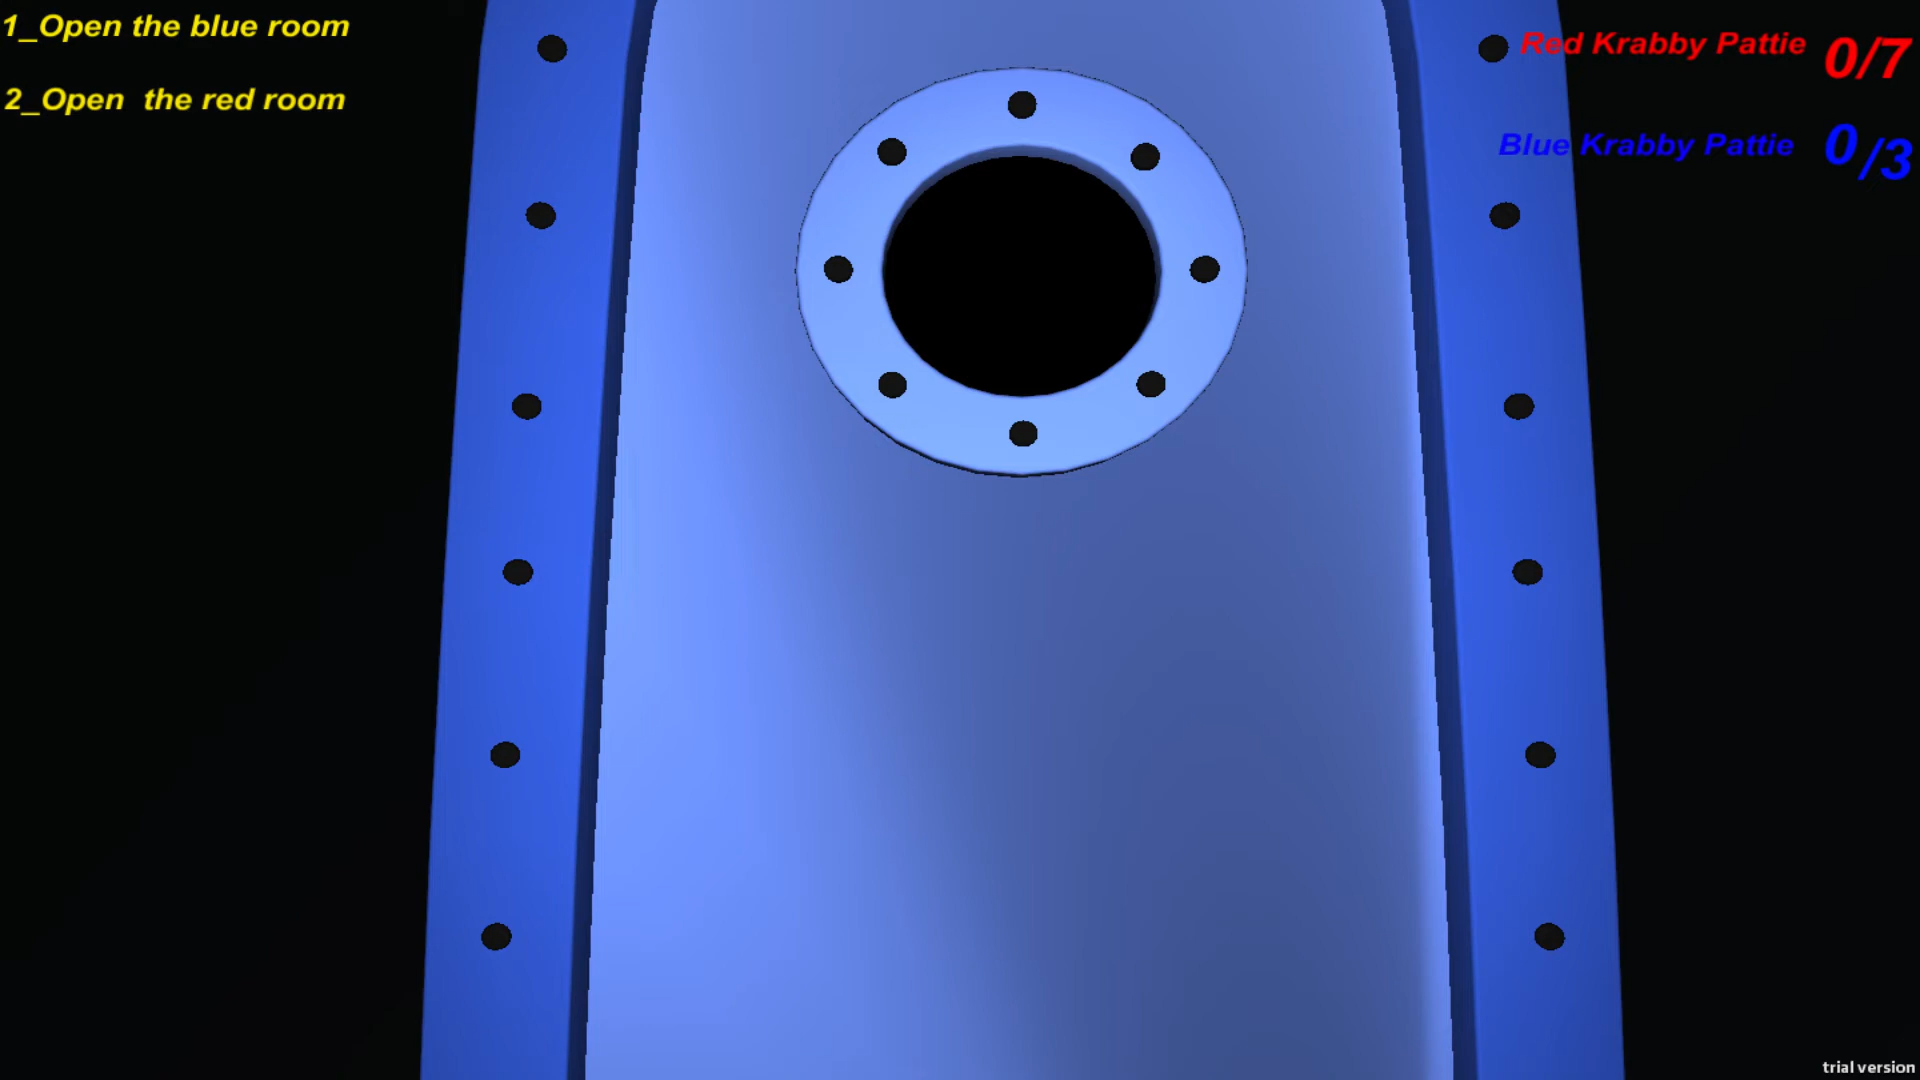 1_Open the blue room
2_Open the red room
Red Krabby Pattie 0/7
Blue Krabby Pattie 0/3
trial version